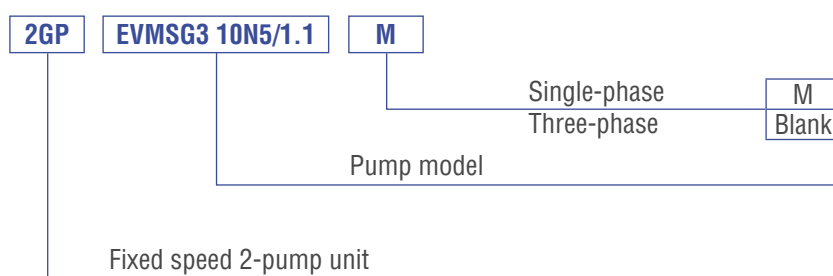 2GP EVMSG3 10N5/1.1 M
Single-phase M
Three-phase Blank
Pump model
Fixed speed 2-pump unit